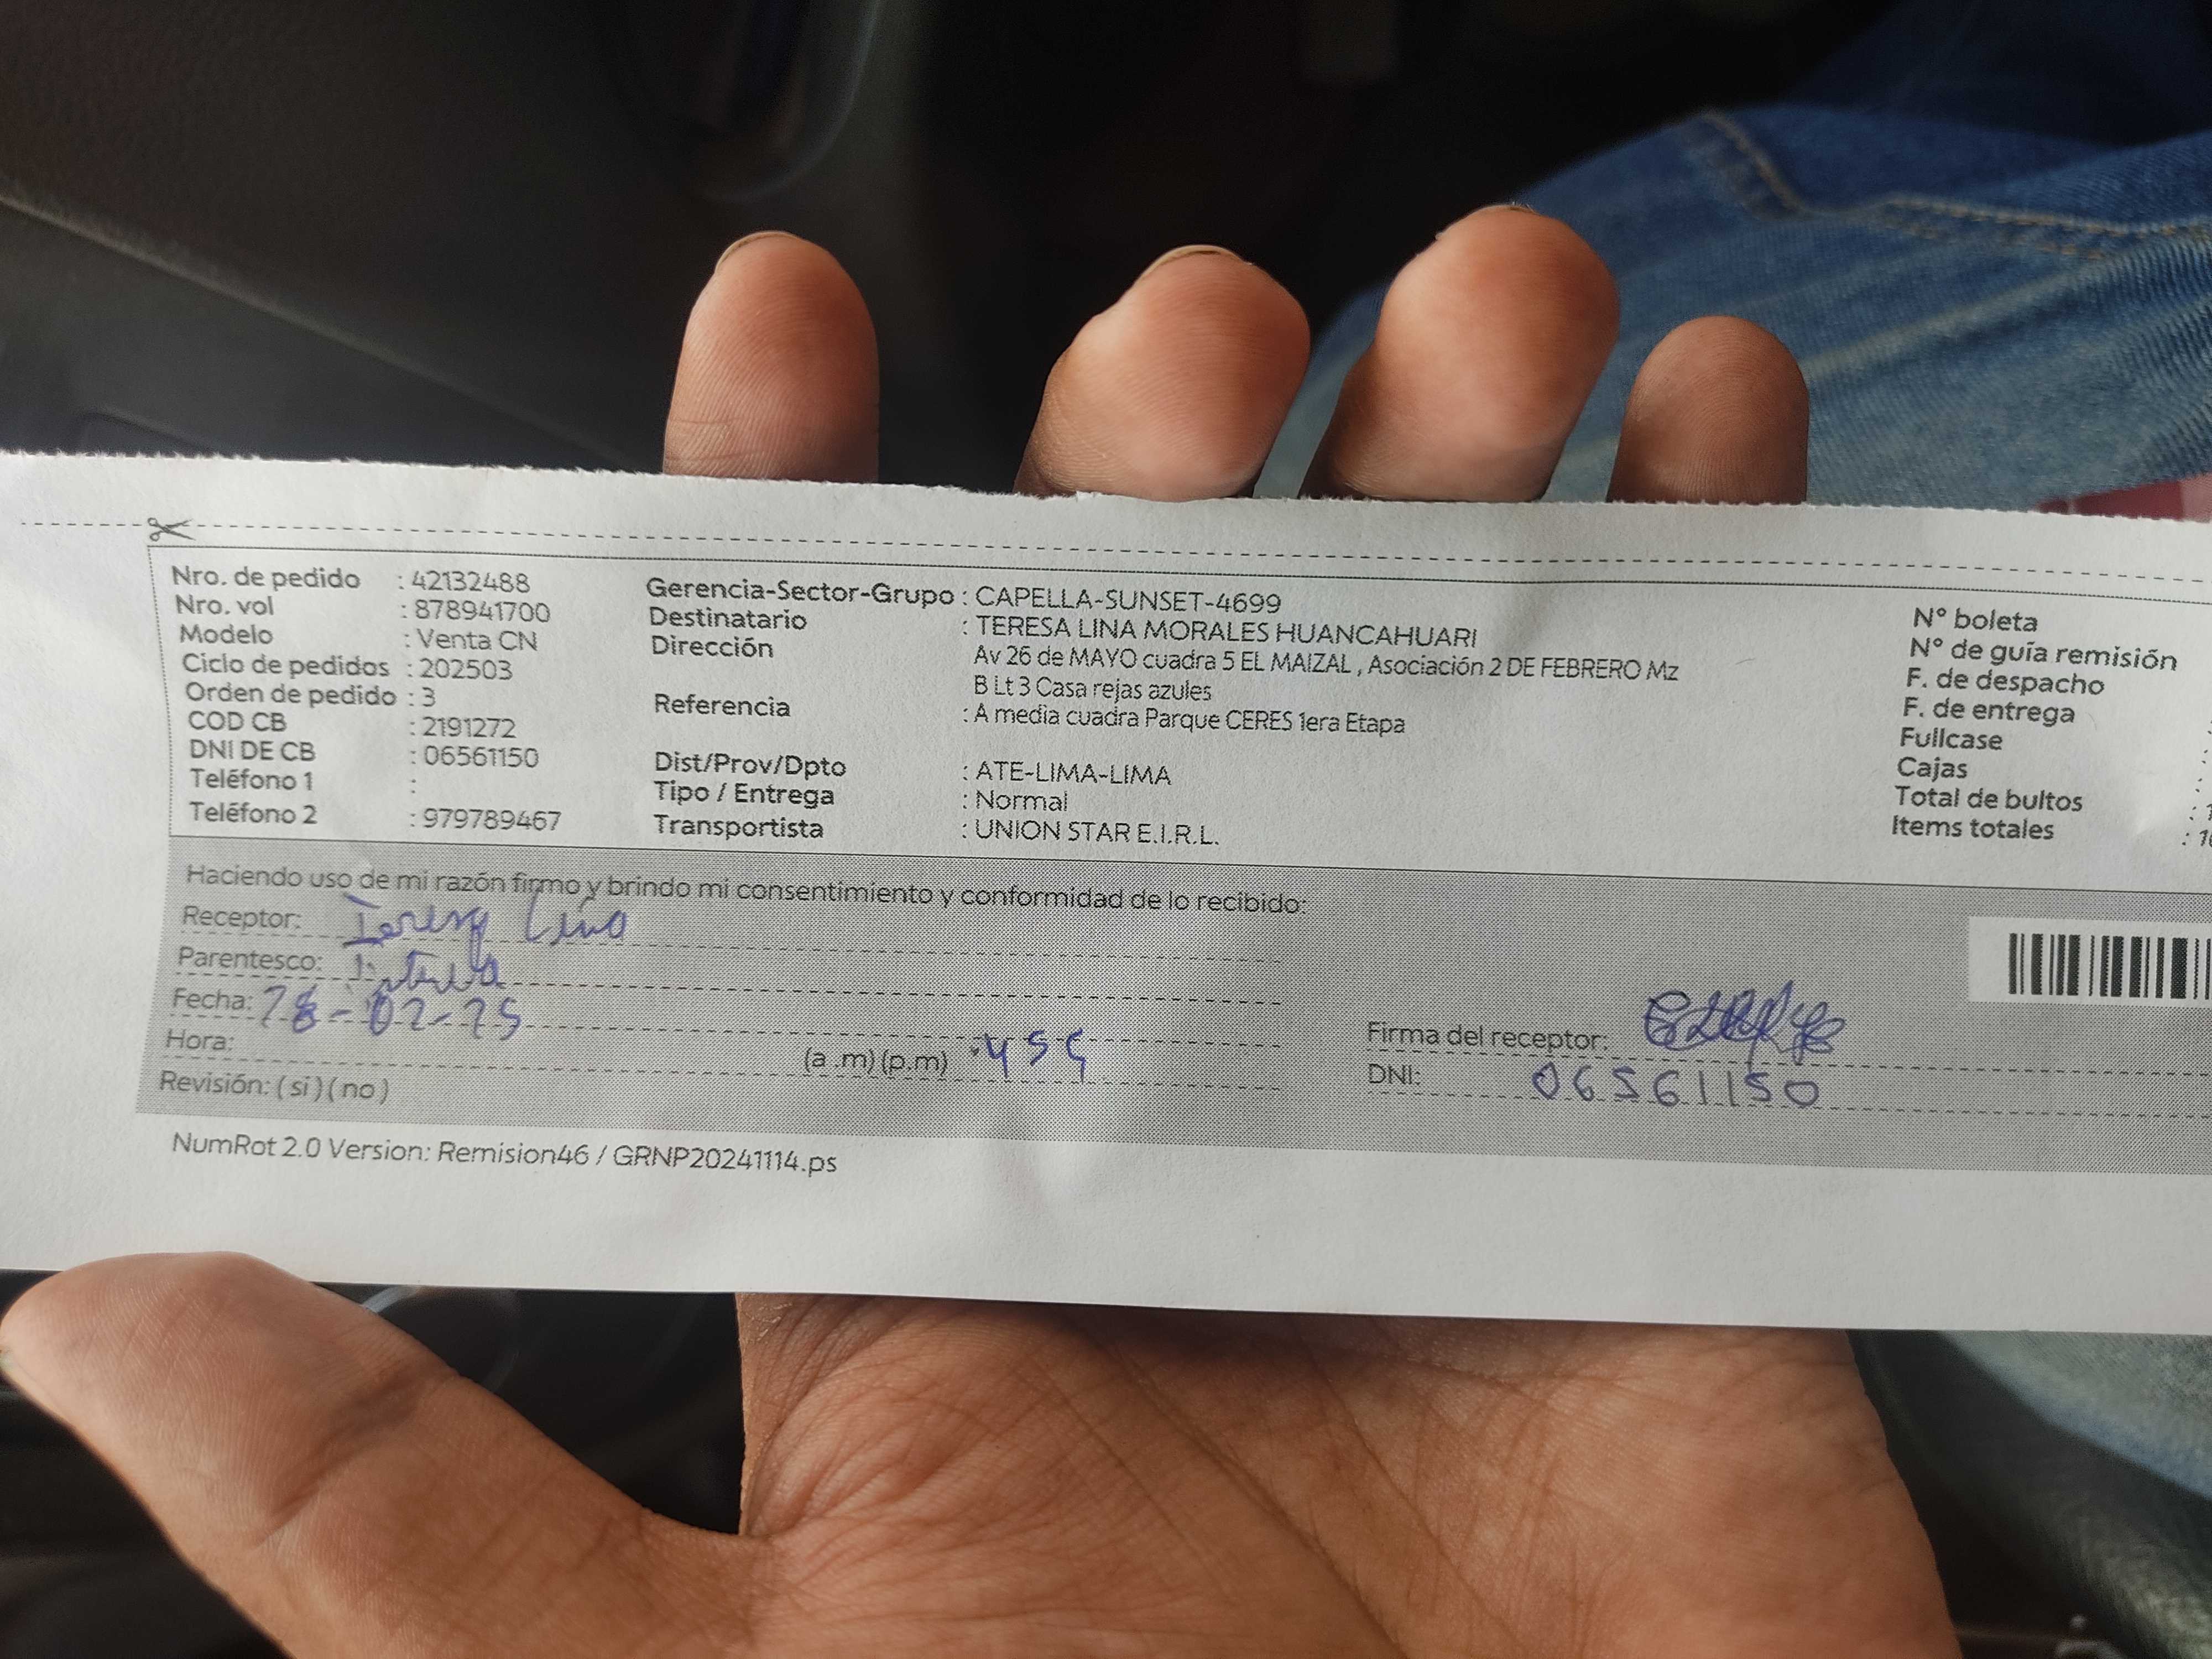 Nro. de pedido : 42132488
Nro. vol : 878941700
Modelo : Venta CN
Ciclo de pedidos : 202503
Orden de pedido : 3
COD CB : 2191272
DNI DE CB : 06561150
Teléfono 1 :
Teléfono 2 : 979789467
Gerencia-Sector-Grupo : CAPELLA-SUNSET-4699
Destinatario : TERESA LINA MORALES HUANCAHUARI
Dirección Av 26 de MAYO cuadra 5 EL MAIZAL , Asociación 2 DE FEBRERO Mz
B Lt 3 Casa rejas azules
Referencia : A media cuadra Parque CERES 1era Etapa
Dist/Prov/Dpto : ATE-LIMA-LIMA
Tipo / Entrega : Normal
Transportista : UNION STAR E.I.R.L.
N° boleta
N° de guía remisión
F. de despacho
F. de entrega
Fullcase
Cajas
Total de bultos
Items totales
Haciendo uso de mi razón firmo y brindo mi consentimiento y conformidad de lo recibido:
Receptor: Teresa Lina
Parentesco:
Fecha: 28-02-25
Hora: (a .m) (p.m) 455
Revisión: ( si ) ( no )
Firma del receptor:
DNI: 06561150
NumRot 2.0 Version: Remision46 / GRNP20241114.ps